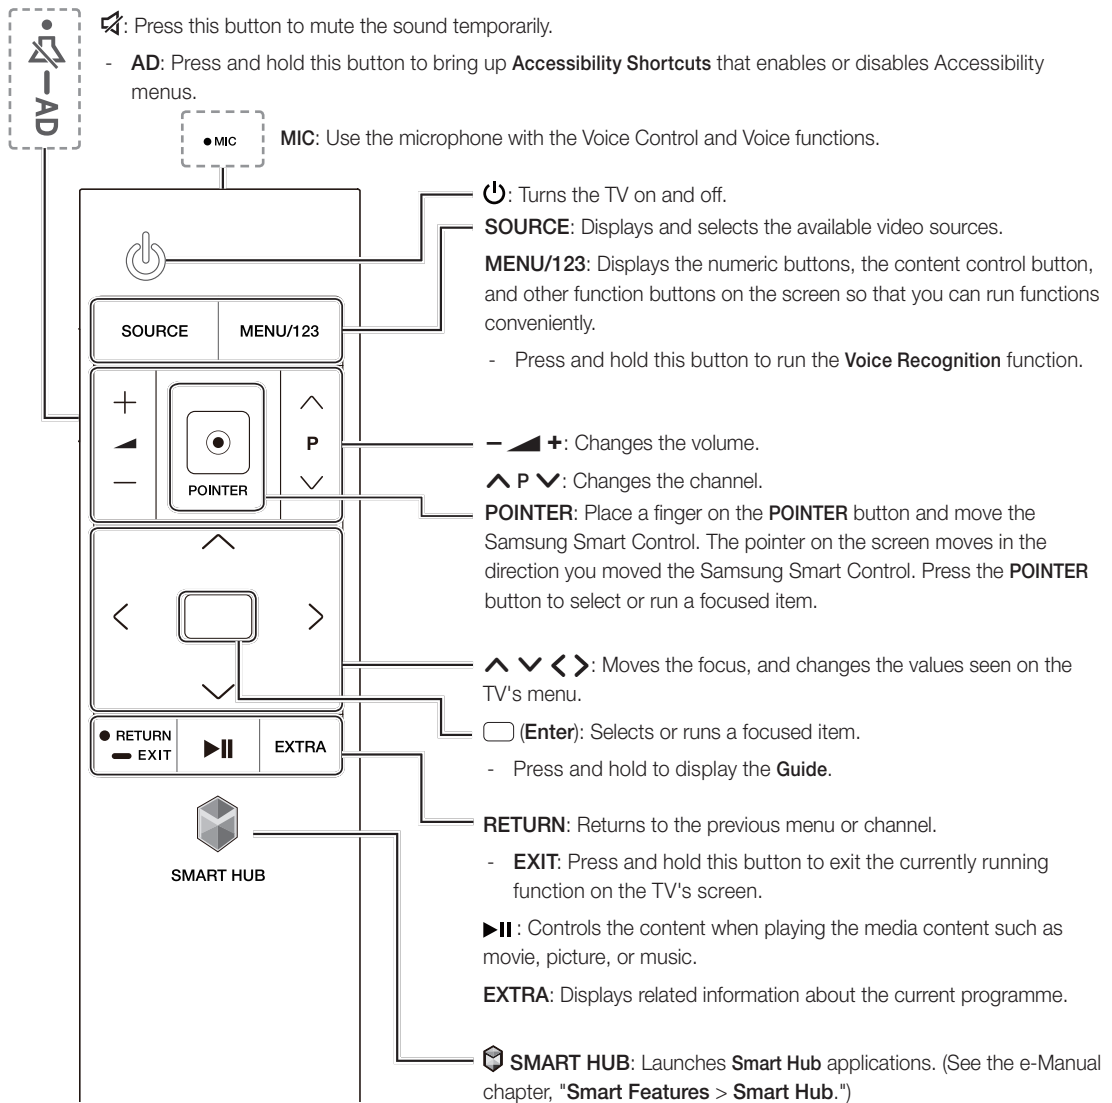 : Press this button to mute the sound temporarily.
- AD: Press and hold this button to bring up Accessibility Shortcuts that enables or disables Accessibility
menus.
AD
● MIC
MIC: Use the microphone with the Voice Control and Voice functions.
: Turns the TV on and off.
SOURCE: Displays and selects the available video sources.
MENU/123: Displays the numeric buttons, the content control button,
and other function buttons on the screen so that you can run functions
conveniently.
- Press and hold this button to run the Voice Recognition function.
SOURCE
MENU/123
+
−
POINTER
P
− +: Changes the volume.
P : Changes the channel.
POINTER: Place a finger on the POINTER button and move the
Samsung Smart Control. The pointer on the screen moves in the
direction you moved the Samsung Smart Control. Press the POINTER
button to select or run a focused item.
: Moves the focus, and changes the values seen on the
TV's menu.
(Enter): Selects or runs a focused item.
- Press and hold to display the Guide.
● RETURN
EXIT
EXTRA
RETURN: Returns to the previous menu or channel.
- EXIT: Press and hold this button to exit the currently running
function on the TV's screen.
: Controls the content when playing the media content such as
movie, picture, or music.
EXTRA: Displays related information about the current programme.
SMART HUB
SMART HUB: Launches Smart Hub applications. (See the e-Manual
chapter, "Smart Features > Smart Hub.")